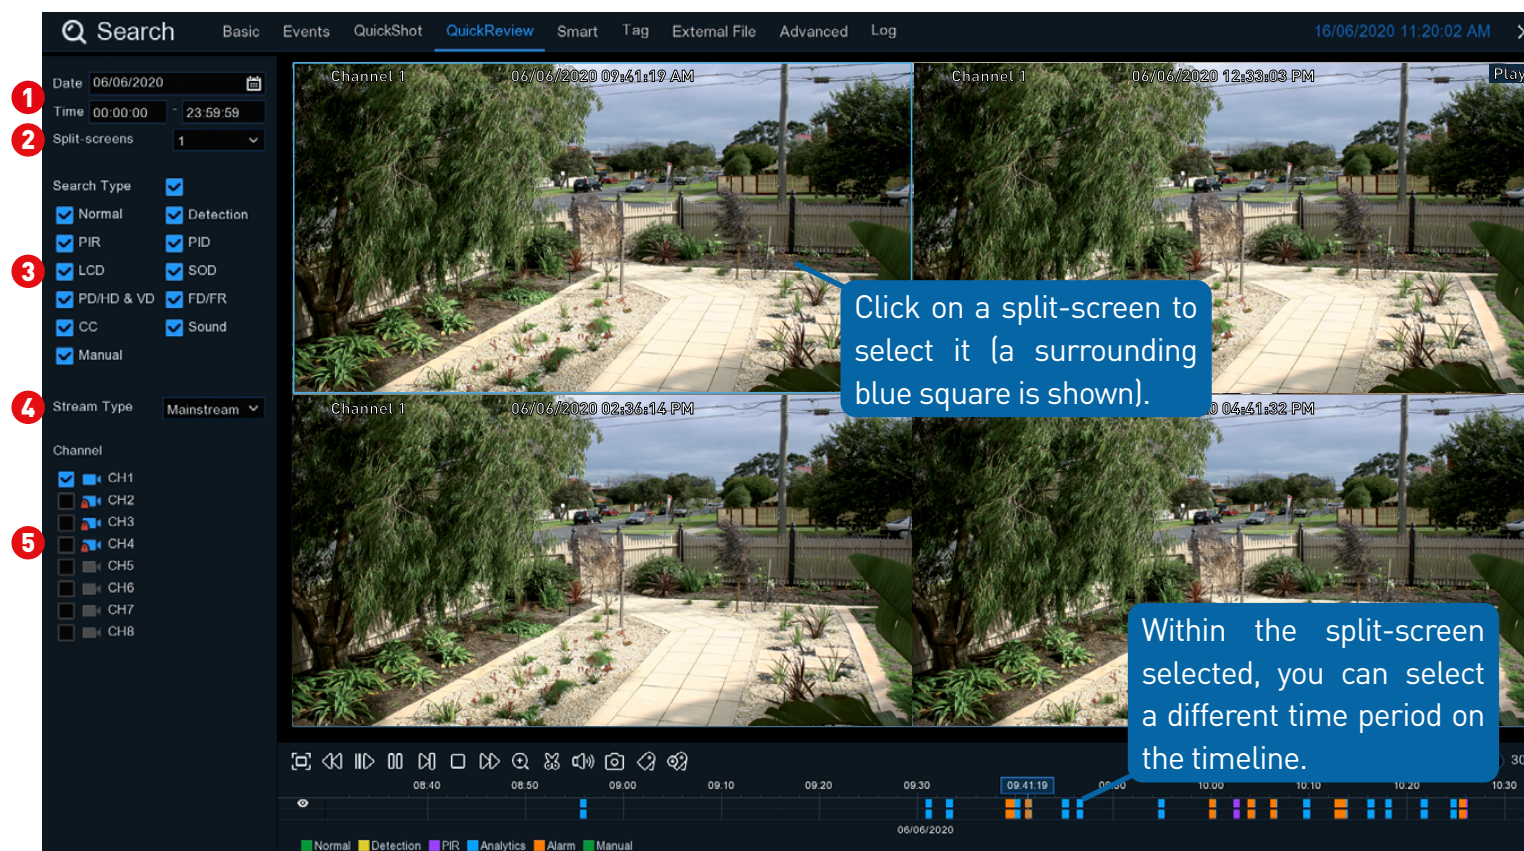 Search Basic Events QuickShot QuickReview Smart Tag External File Advanced Log 16/06/2020 11:20:02 AM
1
Date 06/06/2020
Time 00:00:00 - 23:59:59
2 Split-screens 1
Search Type
Normal Detection
PIR PID
3 LCD SOD
PD/HD & VD FD/FR
CC Sound
Manual
4 Stream Type Mainstream
Channel
CH1
CH2
CH3
5 CH4
CH5
CH6
CH7
CH8
Channel 1 06/06/2020 09:41:19 AM
Channel 1 06/06/2020 12:33:03 PM Play
Click on a split-screen to
select it (a surrounding
blue square is shown).
Channel 1 06/06/2020 02:36:14 PM
0 04:41:32 PM
Within the split-screen
selected, you can select
a different time period on
the timeline.
30
08:40 08:50 09:00 09:10 09:20 09:30 09:41:19 10.00 10.10 10.20 10.30
06/06/2020
Normal Detection PIR Analytics Alarm Manual